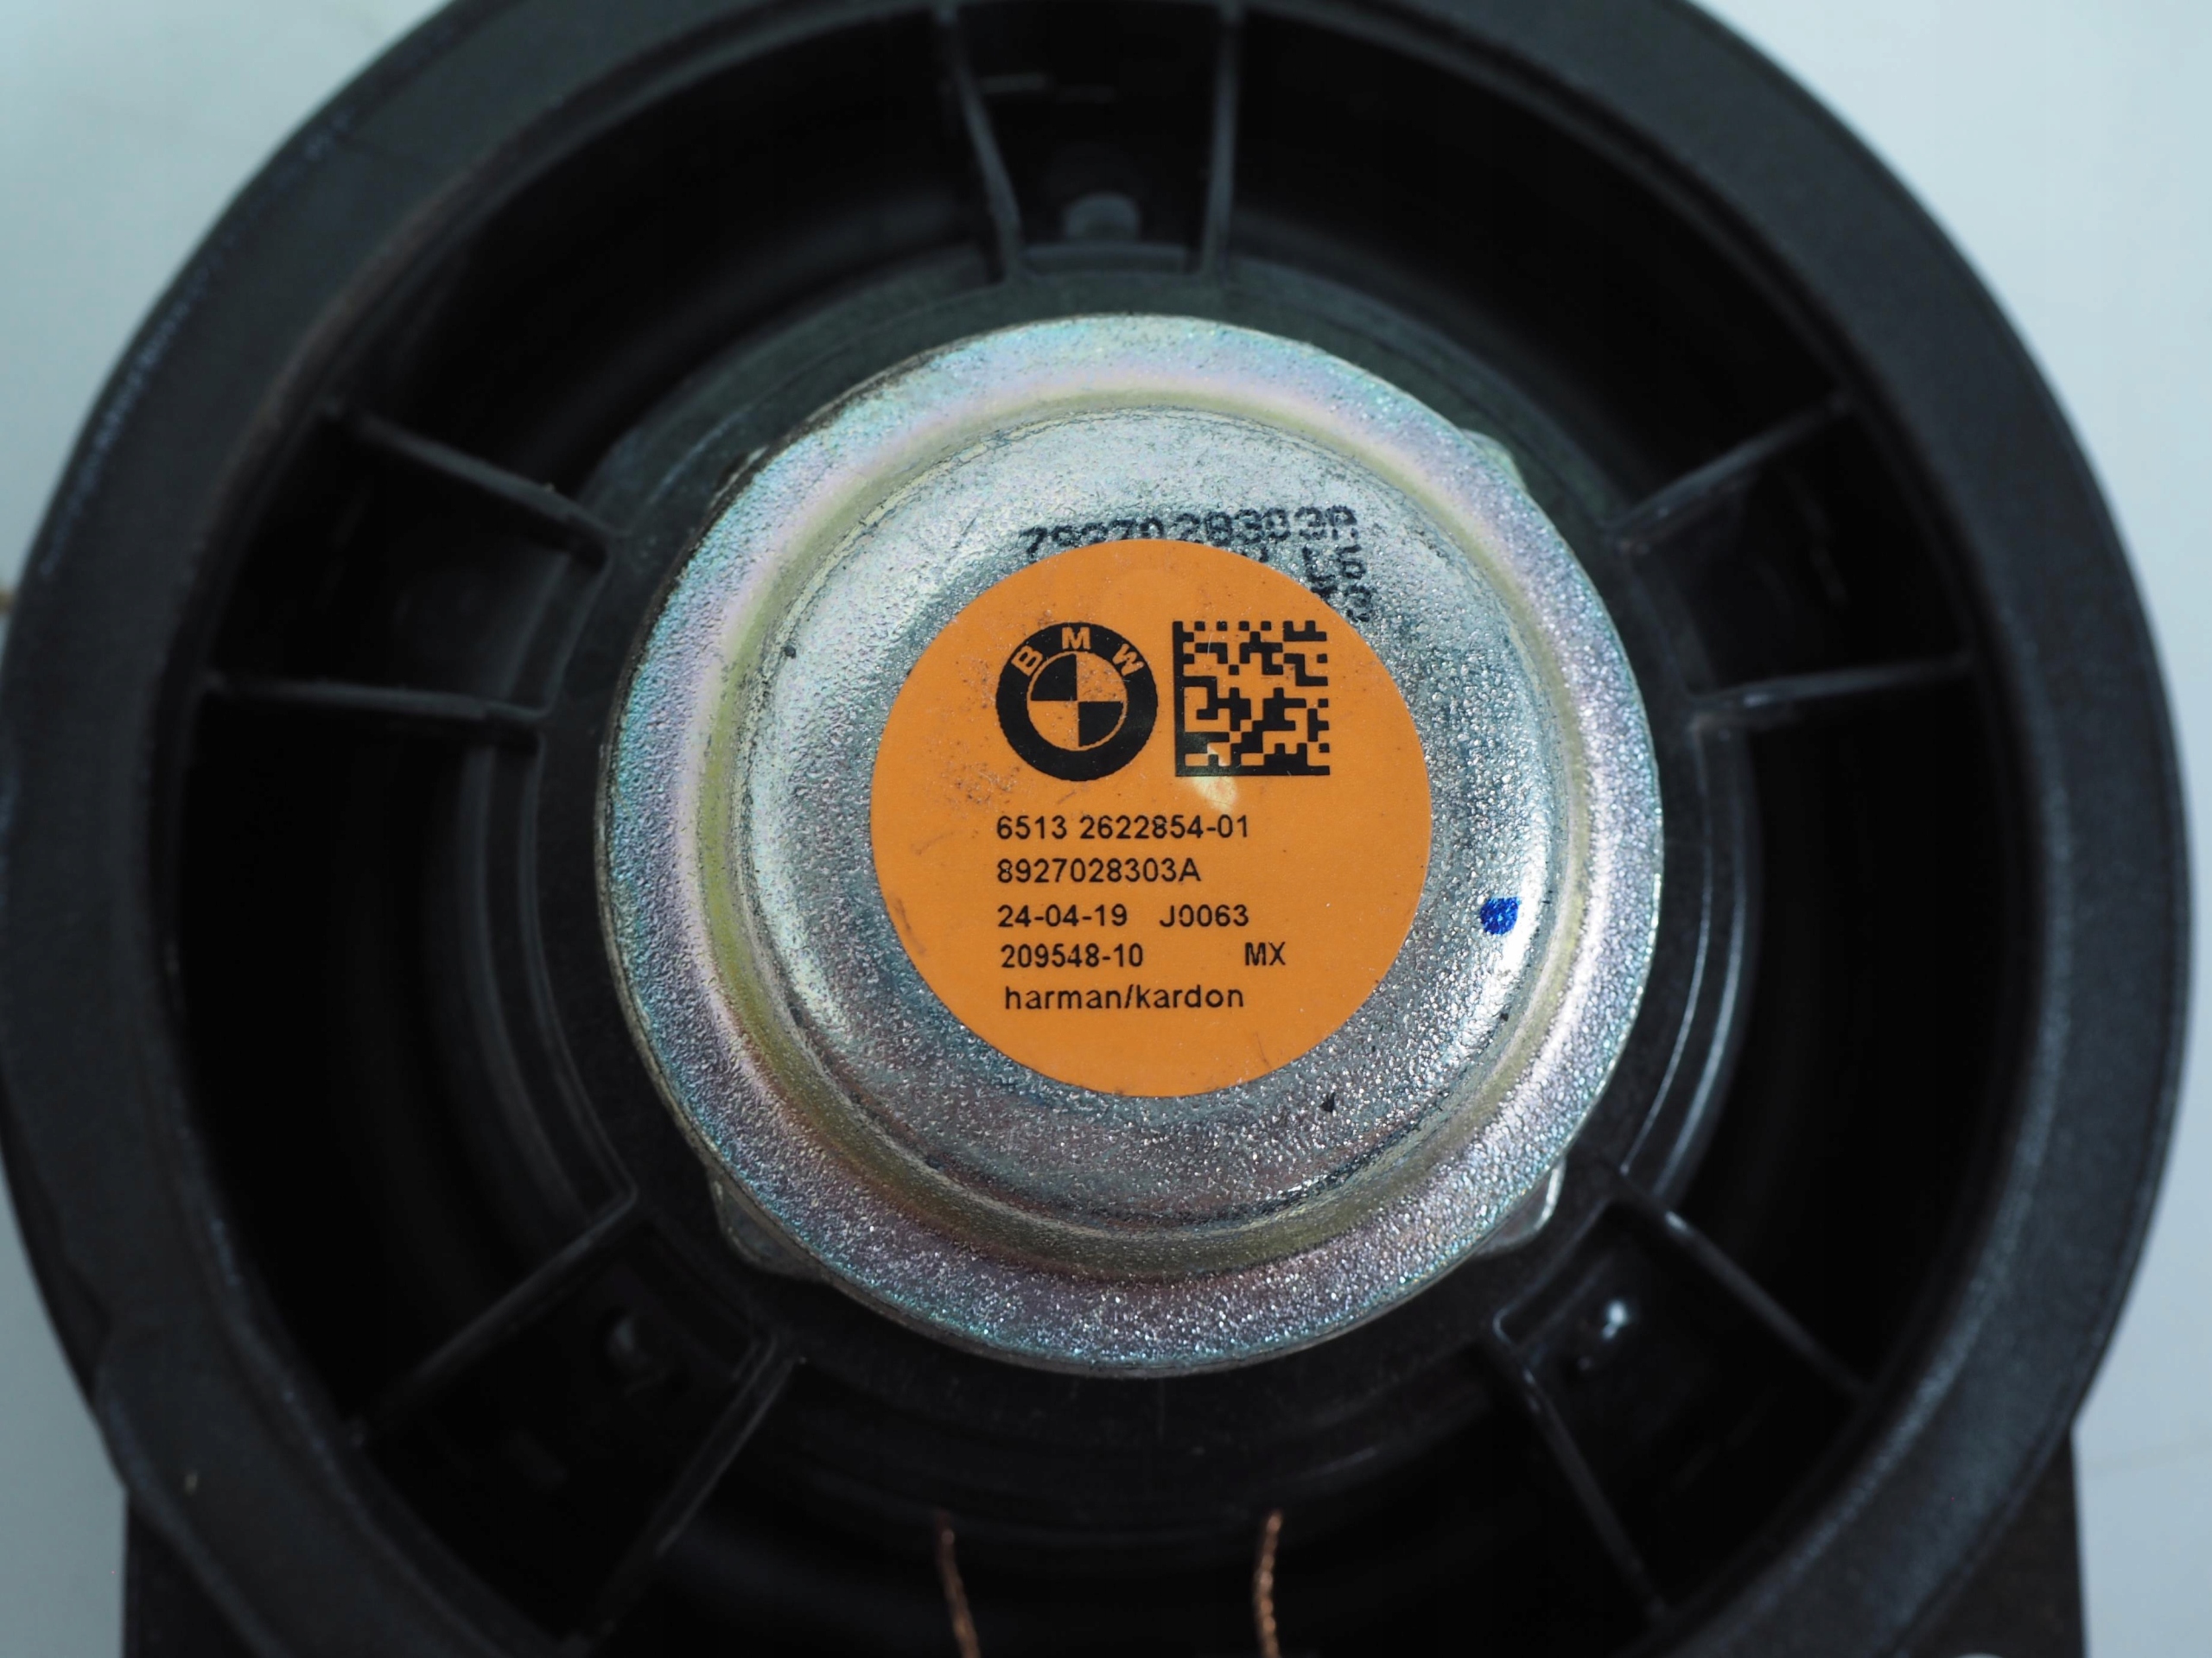 BMW
6513 2622854-01
8927028303A
24-04-19 J0063
209548-10 MX
harman/kardon